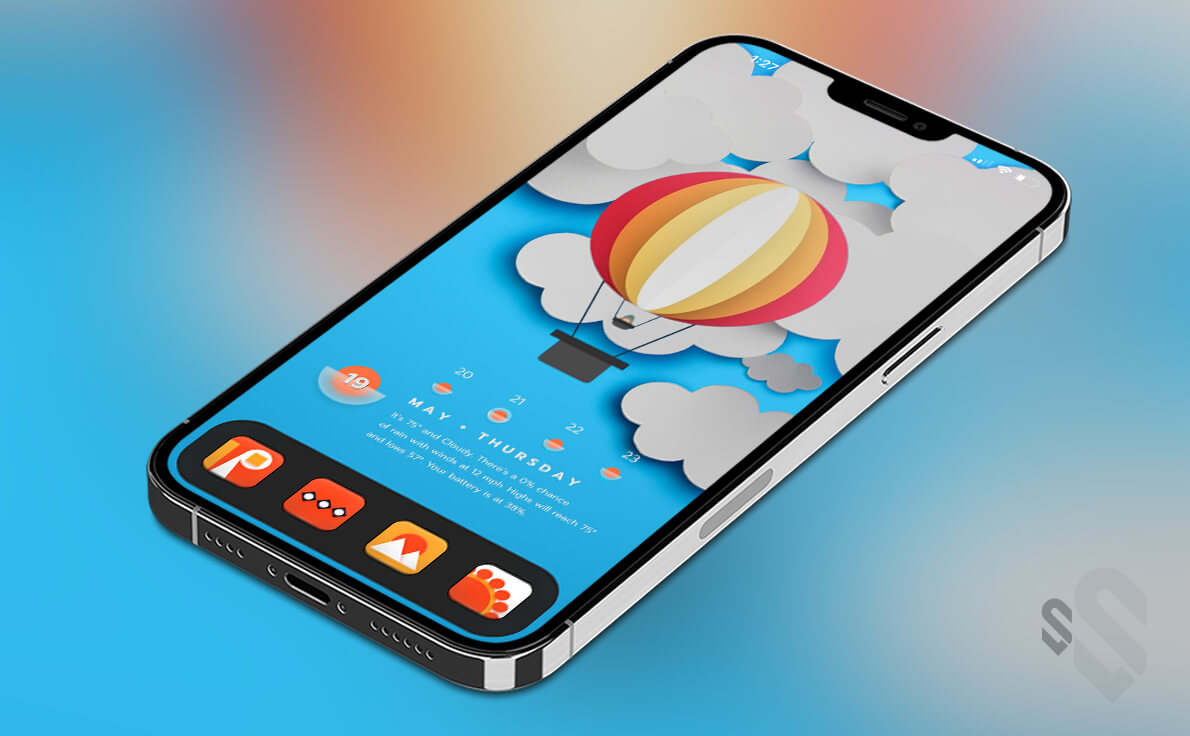 1:27
19
20
21
22
23
MAY • THURSDAY
It's 75° and Cloudy. There's a 0% chance
of rain with winds at 12 mph. Highs will reach 75°
and lows 57°. Your battery is at 38%.